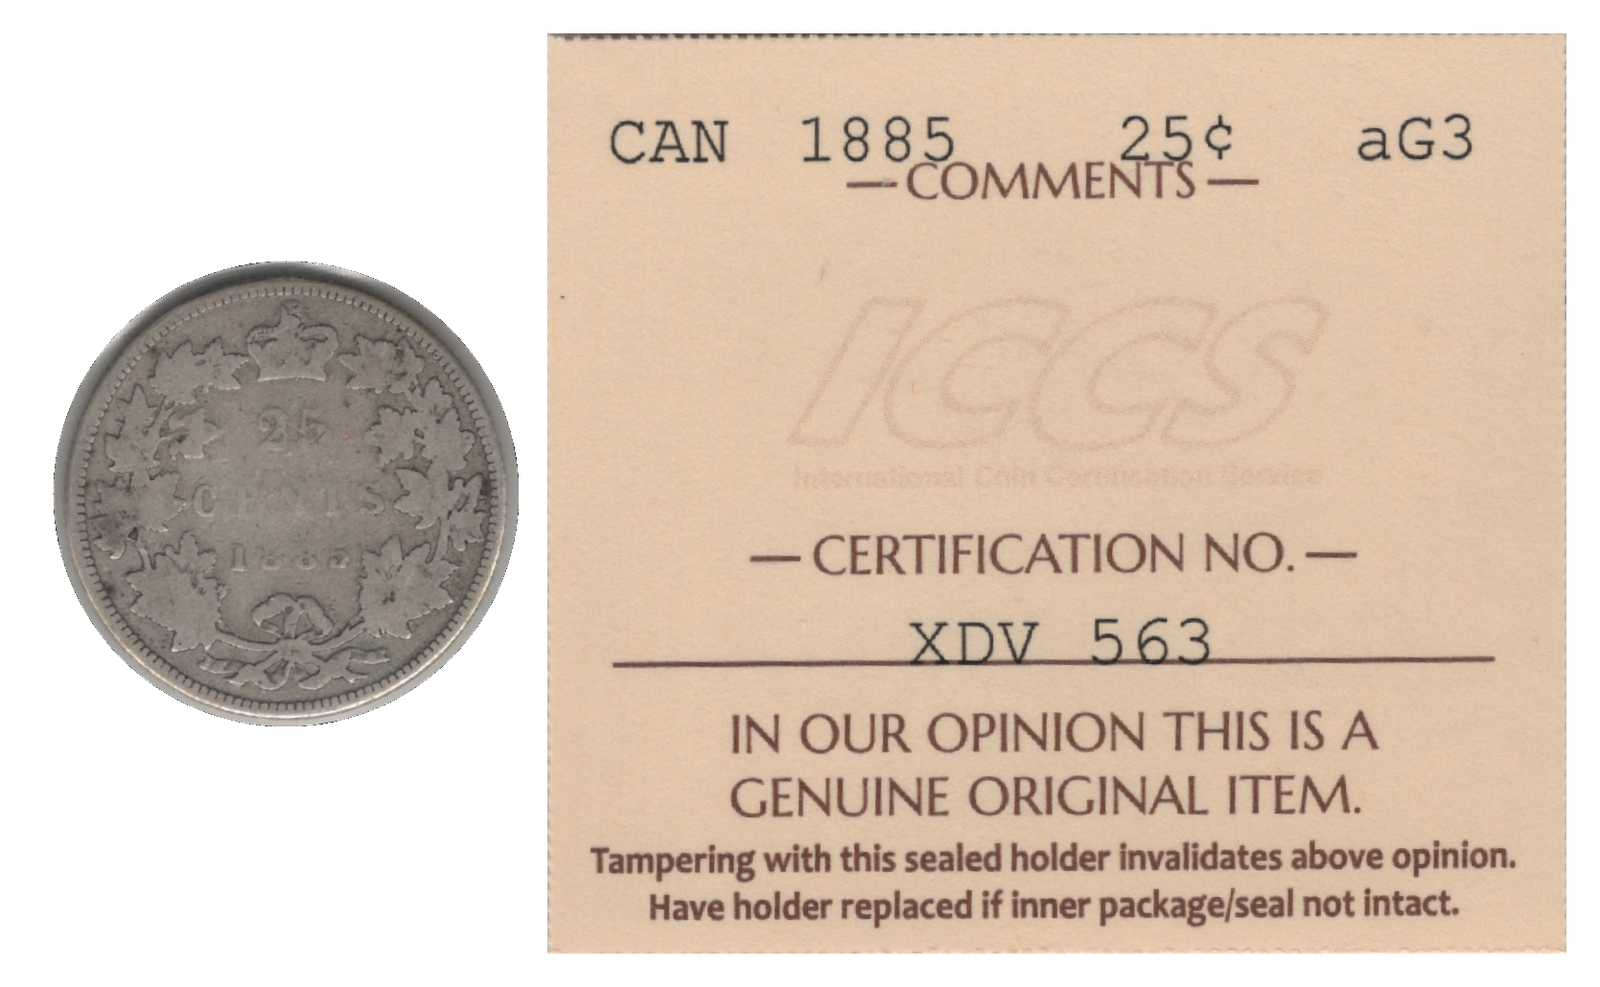 CAN 1885 25¢ aG3
— COMMENTS —
ICCS
International Coin Certification Service
25
CENTS
1885
— CERTIFICATION NO. —
XDV 563
IN OUR OPINION THIS IS A
GENUINE ORIGINAL ITEM.
Tampering with this sealed holder invalidates above opinion.
Have holder replaced if inner package/seal not intact.